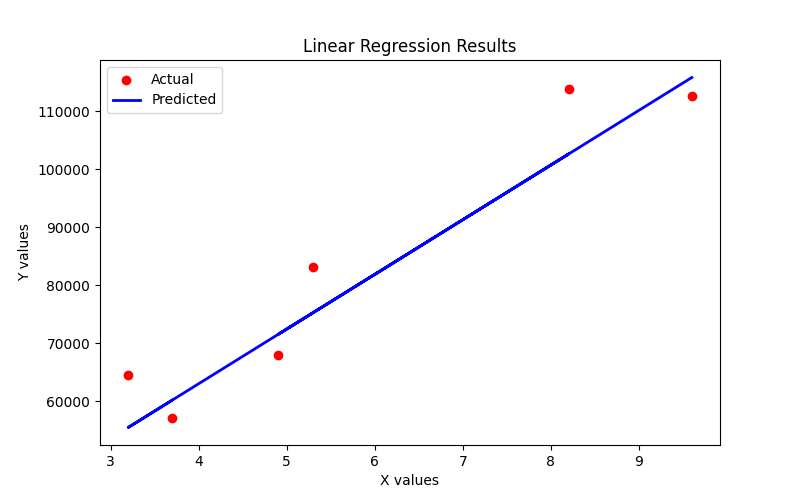 Linear Regression Results
Actual
Predicted
110000
100000
90000
80000
70000
60000
Y values
3 4 5 6 7 8 9
X values